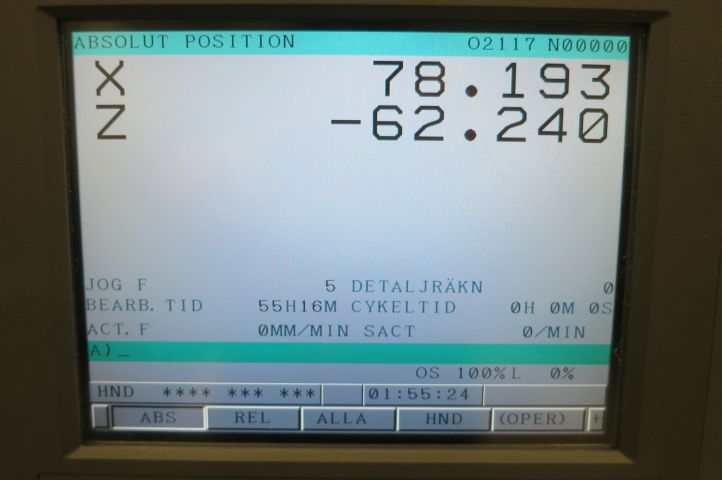 ABSOLUT POSITION O2117 N00000
X 78.193
Z -62.240
JOG F 5 DETALJRÄKN 0
BEARB.TID 55H16M CYKELTID 0H 0M 0S
ACT.F 0MM/MIN SACT 0/MIN
A)_
OS 100% L 0%
HND **** *** *** 01:55:24
ABS REL ALLA HND (OPER) +